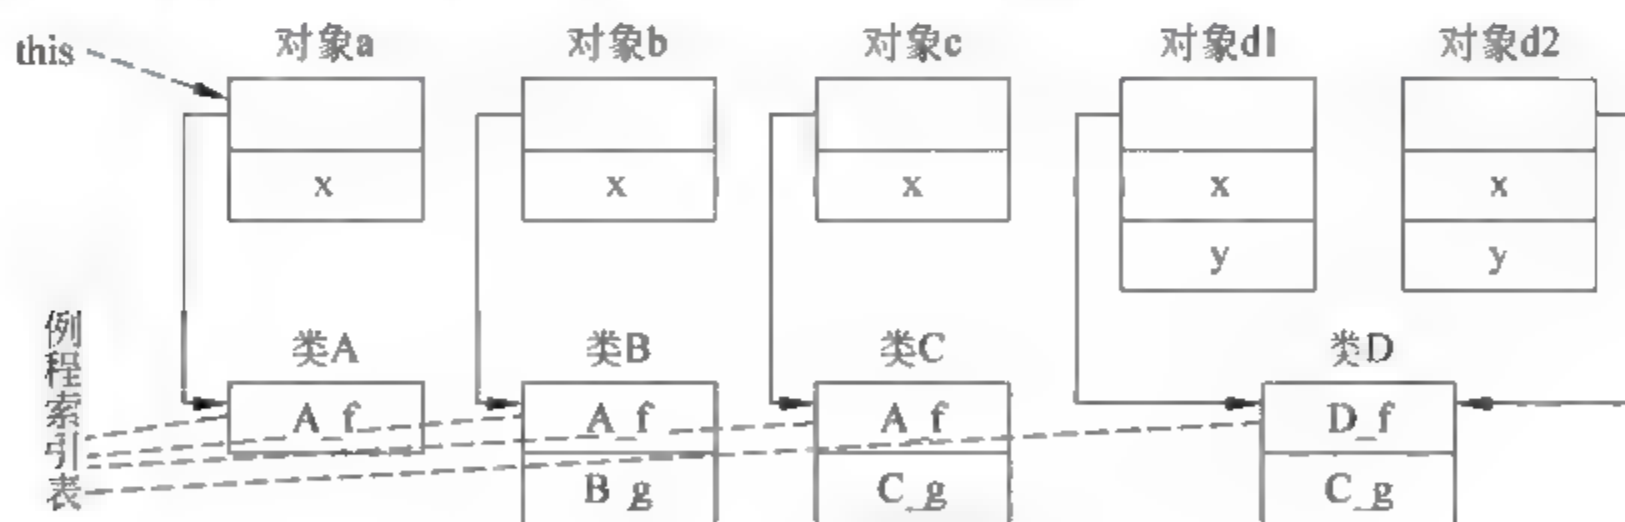 this 对象a 对象b 对象c 对象d1 对象d2
x x x x x
y y
例程索引表
类A 类B 类C 类D
A_f A_f A_f D_f
B_g C_g C_g